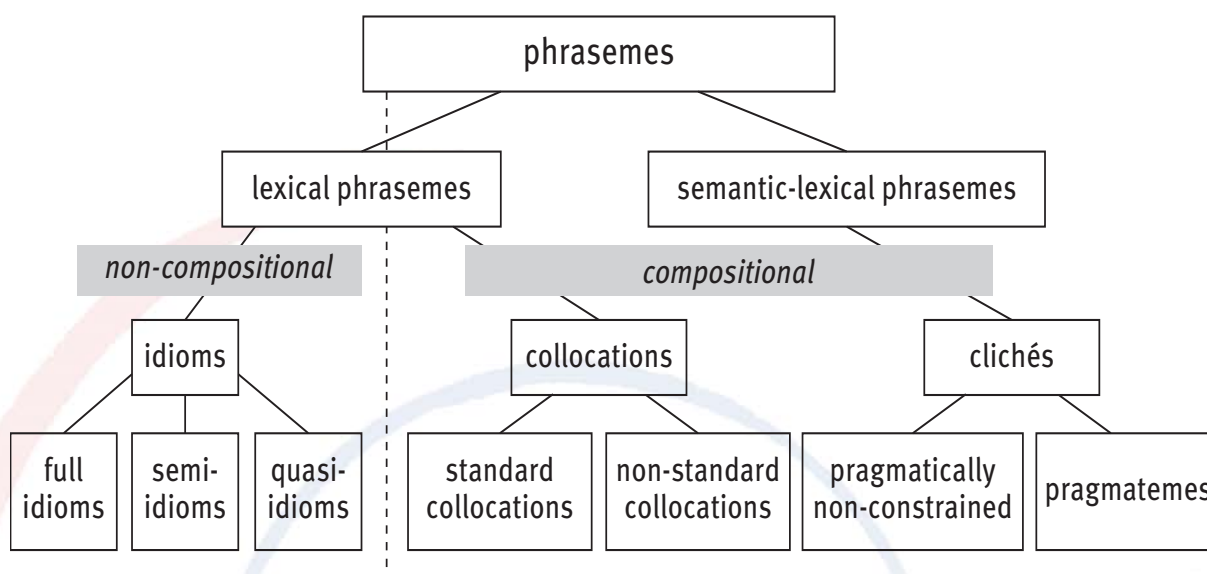 phrasemes
lexical phrasemes
semantic-lexical phrasemes
non-compositional
compositional
idioms
collocations
clichés
full
idioms
semi-
idioms
quasi-
idioms
standard
collocations
non-standard
collocations
pragmatically
non-constrained
pragmatemes